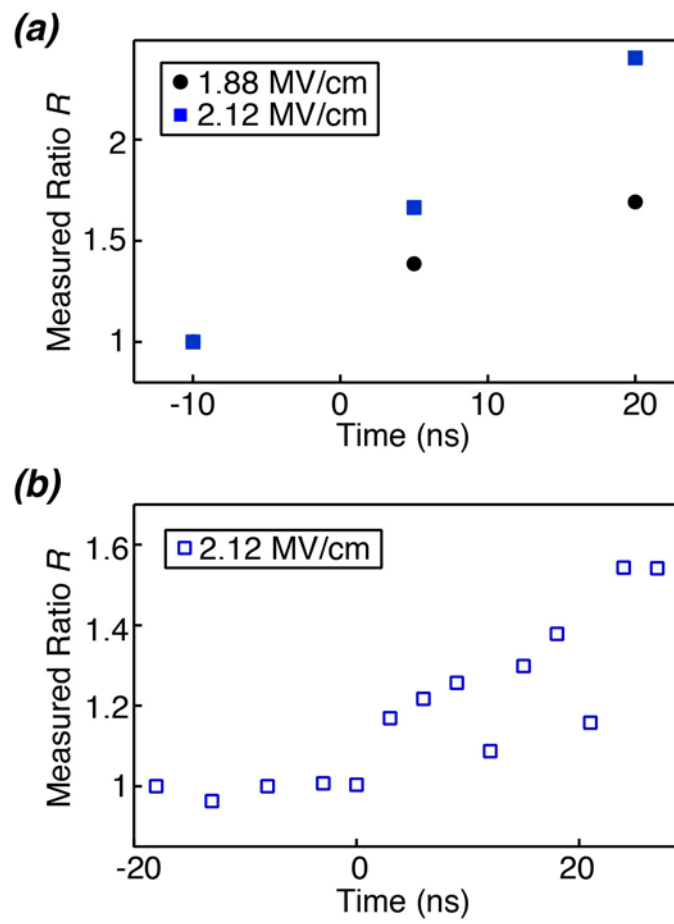 (a)
1.88 MV/cm
2.12 MV/cm
Measured Ratio R
2
1.5
1
-10 0 10 20
Time (ns)
(b)
2.12 MV/cm
Measured Ratio R
1.6
1.4
1.2
1
-20 0 20
Time (ns)